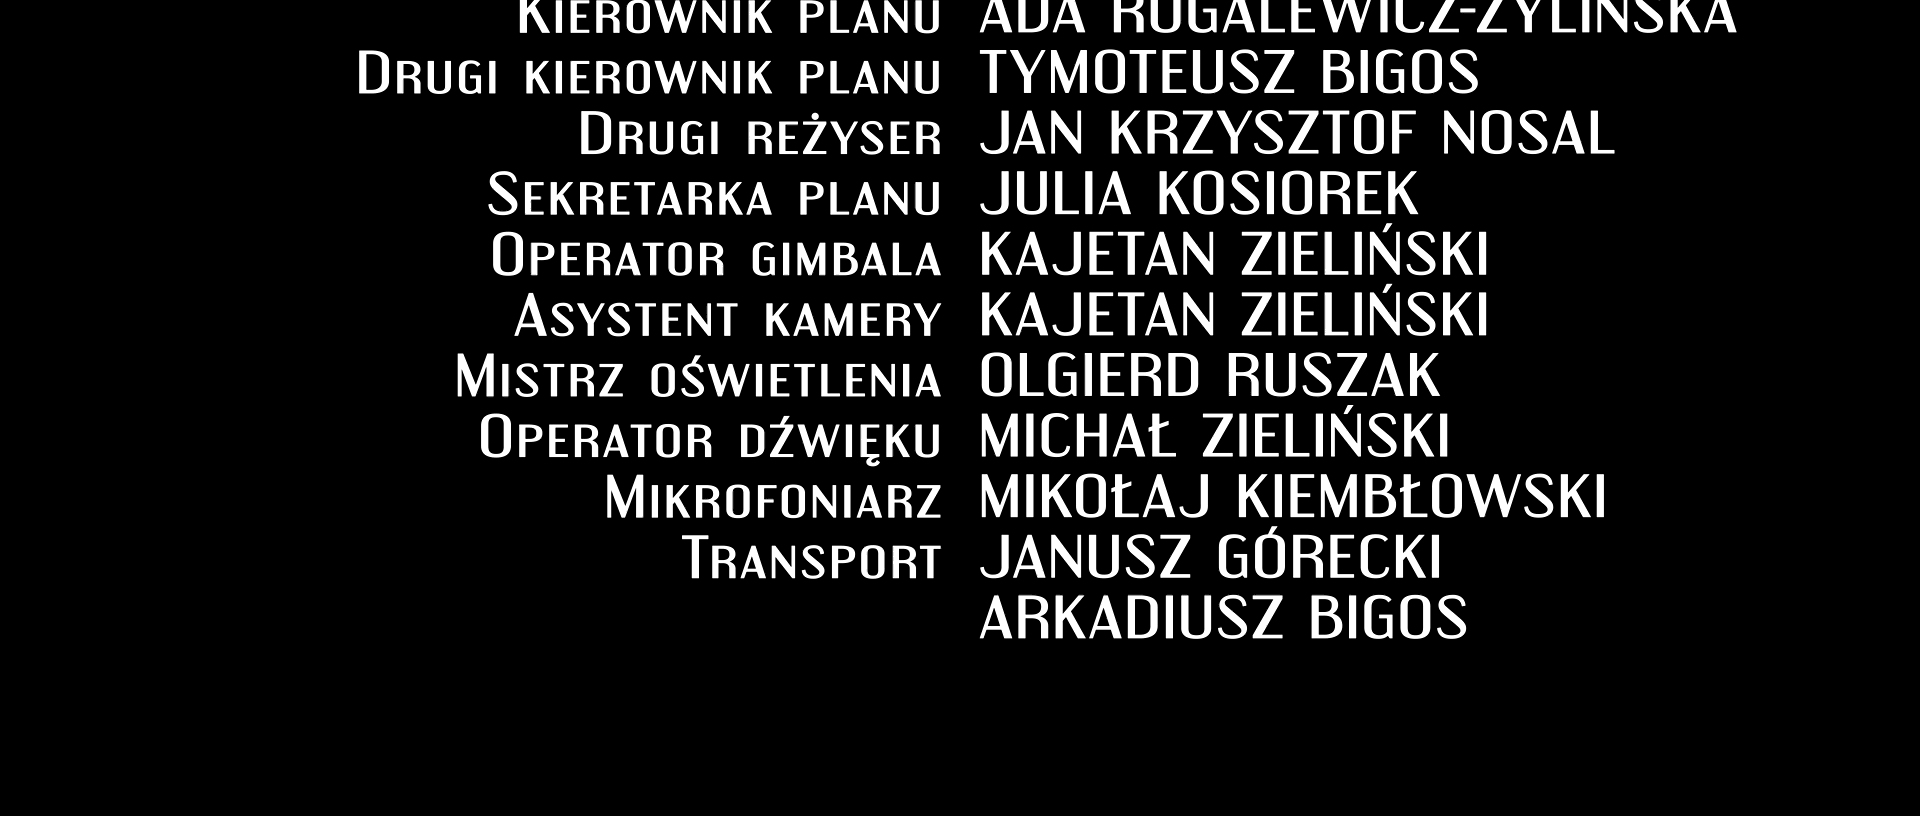 Kierownik planu ADA ROGALEWICZ-ŻYLIŃSKA
Drugi kierownik planu TYMOTEUSZ BIGOS
Drugi reżyser JAN KRZYSZTOF NOSAL
Sekretarka planu JULIA KOSIOREK
Operator gimbala KAJETAN ZIELIŃSKI
Asystent kamery KAJETAN ZIELIŃSKI
Mistrz oświetlenia OLGIERD RUSZAK
Operator dźwięku MICHAŁ ZIELIŃSKI
Mikrofoniarz MIKOŁAJ KIEMBŁOWSKI
Transport JANUSZ GÓRECKI
ARKADIUSZ BIGOS